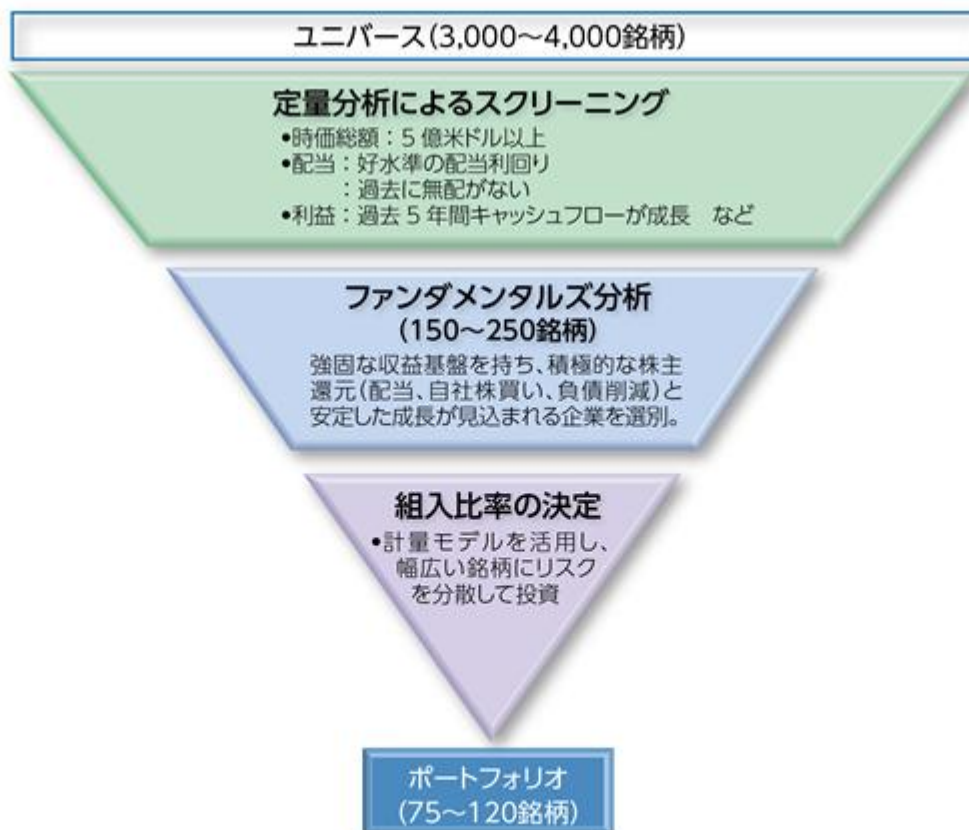 ユニバース(3,000～4,000銘柄)
定量分析によるスクリーニング
•時価総額：5億米ドル以上
•配当：好水準の配当利回り
：過去に無配がない
•利益：過去5年間キャッシュフローが成長　など
ファンダメンタルズ分析
(150～250銘柄)
強固な収益基盤を持ち、積極的な株主
還元(配当、自社株買い、負債削減)と
安定した成長が見込まれる企業を選別。
組入比率の決定
•計量モデルを活用し、
幅広い銘柄にリスク
を分散して投資
ポートフォリオ
(75～120銘柄)